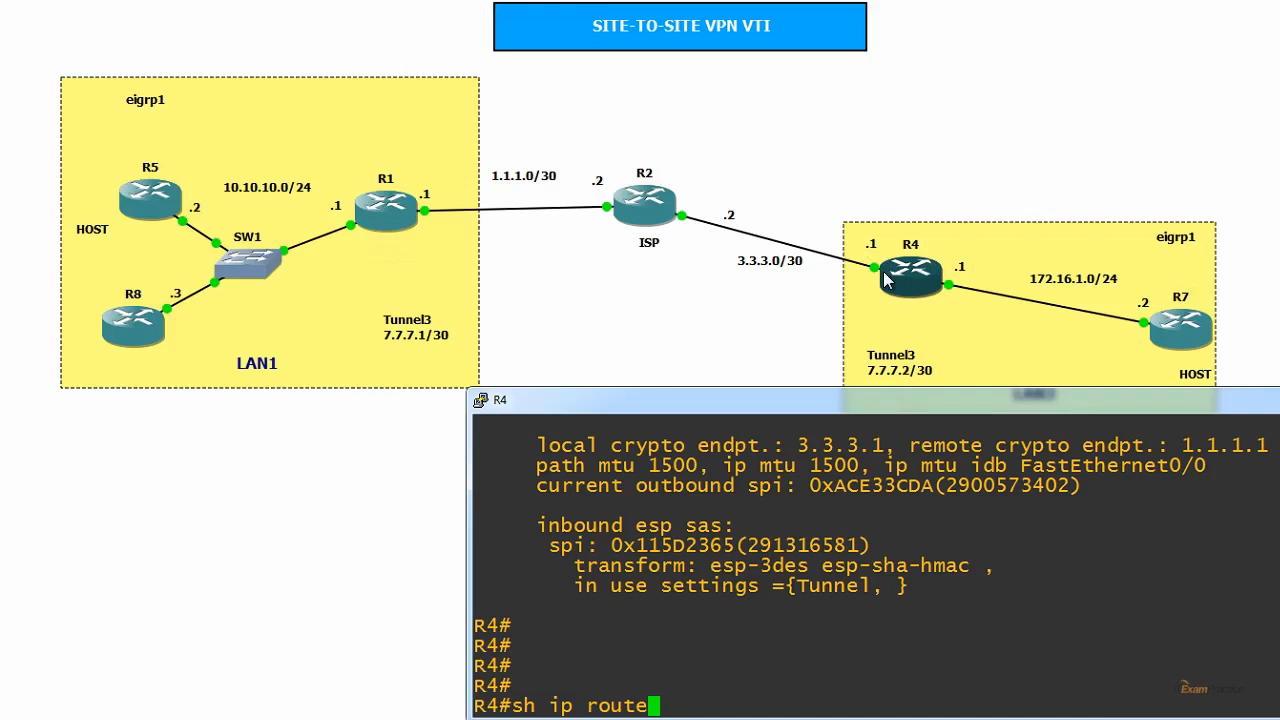 SITE-TO-SITE VPN VTI
eigrp1
R5
10.10.10.0/24
R1
.1
.1
.2
HOST
SW1
R8
.3
Tunnel3
7.7.7.1/30
LAN1
1.1.1.0/30
.2
R2
.2
ISP
3.3.3.0/30
eigrp1
.1
R4
.1
172.16.1.0/24
.2
R7
Tunnel3
7.7.7.2/30
HOST
R4
local crypto endpt.: 3.3.3.1, remote crypto endpt.: 1.1.1.1
path mtu 1500, ip mtu 1500, ip mtu idb FastEthernet0/0
current outbound spi: 0xACE33CDA(2900573402)
inbound esp sas:
spi: 0x115D2365(291316581)
transform: esp-3des esp-sha-hmac ,
in use settings ={Tunnel, }
R4#
R4#
R4#
R4#
R4#sh ip route